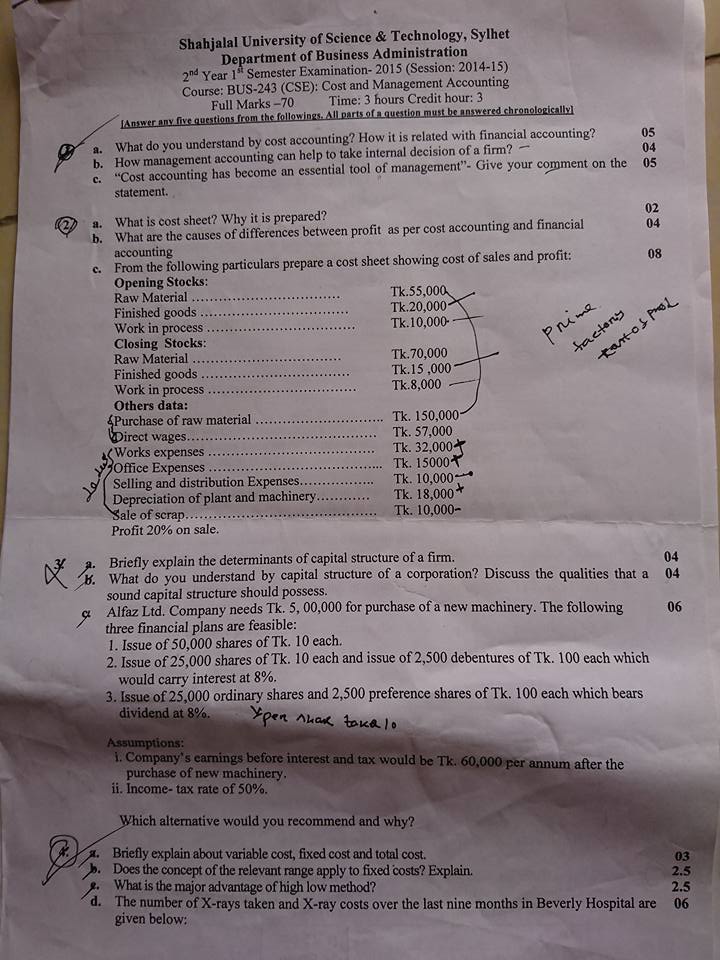 Shahjalal University of Science & Technology, Sylhet
Department of Business Administration
2nd Year 1st Semester Examination- 2015 (Session: 2014-15)
Course: BUS-243 (CSE): Cost and Management Accounting
Full Marks –70 Time: 3 hours Credit hour: 3
[Answer any five questions from the followings. All parts of a question must be answered chronologically]
a. What do you understand by cost accounting? How it is related with financial accounting? 05
b. How management accounting can help to take internal decision of a firm? 04
c. “Cost accounting has become an essential tool of management”- Give your comment on the 05
statement.
2 a. What is cost sheet? Why it is prepared? 02
b. What are the causes of differences between profit as per cost accounting and financial 04
accounting
c. From the following particulars prepare a cost sheet showing cost of sales and profit: 08
Opening Stocks:
Raw Material ................................ Tk.55,000
Finished goods ................................ Tk.20,000
Work in process ................................ Tk.10,000
Closing Stocks:
Raw Material ................................ Tk.70,000
Finished goods ................................ Tk.15 ,000
Work in process ................................ Tk.8,000
Others data:
Purchase of raw material ............................ Tk. 150,000
Direct wages......................................... Tk. 57,000
Works expenses ..................................... Tk. 32,000
Office Expenses ..................................... Tk. 15000
Selling and distribution Expenses................. Tk. 10,000
Depreciation of plant and machinery............ Tk. 18,000
Sale of scrap......................................... Tk. 10,000
Profit 20% on sale.
prime
factory
a. Briefly explain the determinants of capital structure of a firm. 04
b. What do you understand by capital structure of a corporation? Discuss the qualities that a 04
sound capital structure should possess.
c. Alfaz Ltd. Company needs Tk. 5, 00,000 for purchase of a new machinery. The following 06
three financial plans are feasible:
1. Issue of 50,000 shares of Tk. 10 each.
2. Issue of 25,000 shares of Tk. 10 each and issue of 2,500 debentures of Tk. 100 each which
would carry interest at 8%.
3. Issue of 25,000 ordinary shares and 2,500 preference shares of Tk. 100 each which bears
dividend at 8%. per share taka 10
Assumptions:
i. Company’s earnings before interest and tax would be Tk. 60,000 per annum after the
purchase of new machinery.
ii. Income- tax rate of 50%.
Which alternative would you recommend and why?
4. a. Briefly explain about variable cost, fixed cost and total cost. 03
b. Does the concept of the relevant range apply to fixed costs? Explain. 2.5
c. What is the major advantage of high low method? 2.5
d. The number of X-rays taken and X-ray costs over the last nine months in Beverly Hospital are 06
given below: